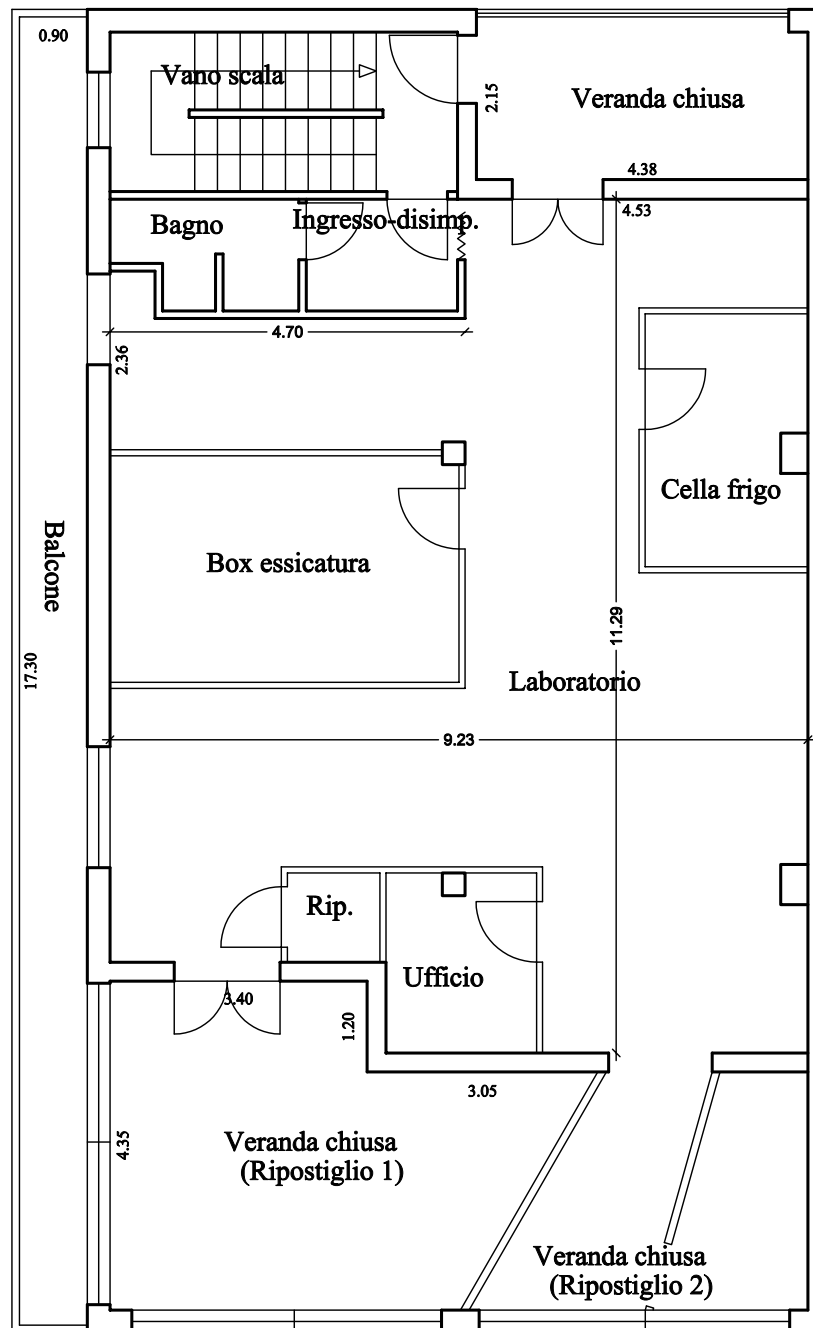 0.90
Vano scala
2.15
Veranda chiusa
4.38
4.53
Bagno
Ingresso-disimp.
4.70
2.36
Cella frigo
Box essicatura
Balcone
11.29
17.30
Laboratorio
9.23
Rip.
Ufficio
3.40
1.20
3.05
4.35
Veranda chiusa
(Ripostiglio 1)
Veranda chiusa
(Ripostiglio 2)